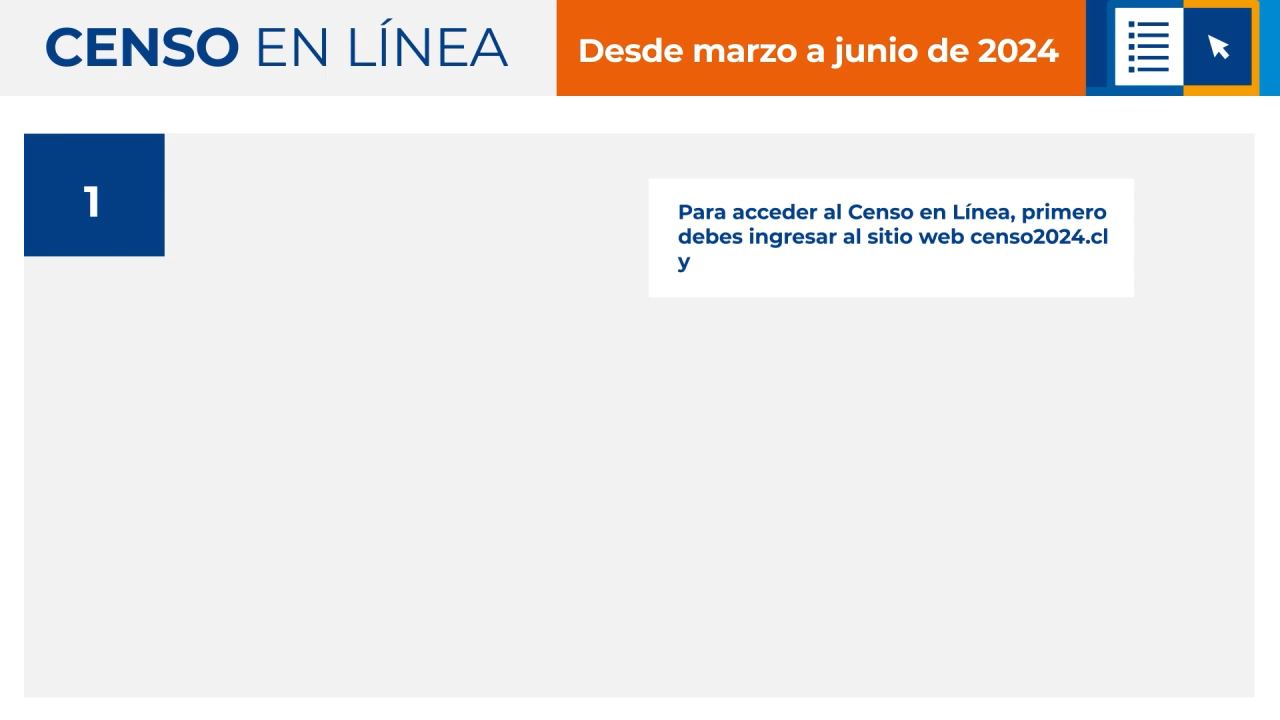 CENSO EN LÍNEA
Desde marzo a junio de 2024
1
Para acceder al Censo en Línea, primero
debes ingresar al sitio web censo2024.cl
y